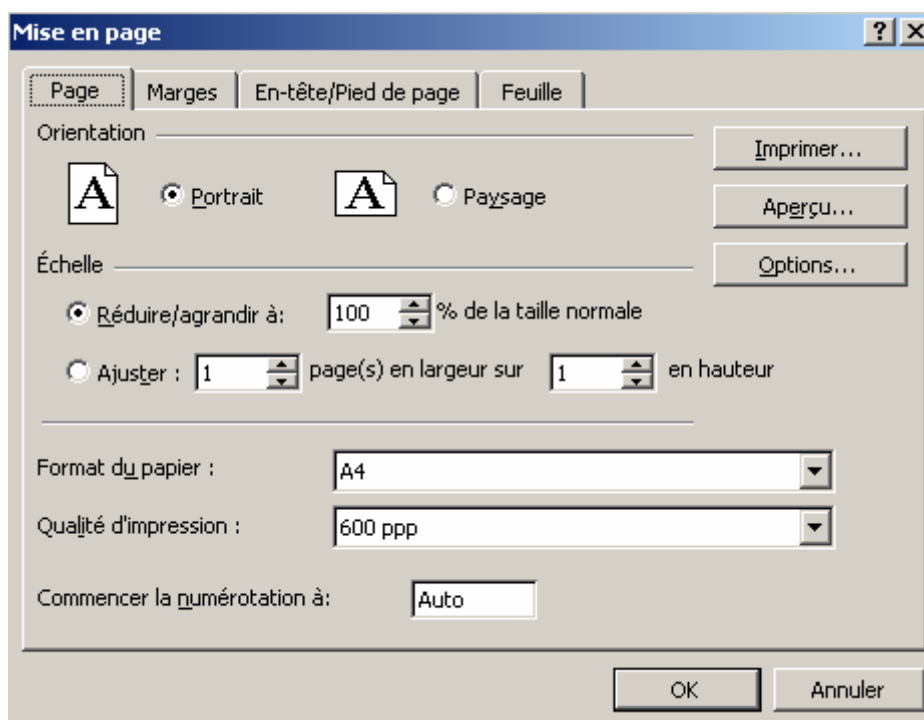 Mise en page
Page Marges En-tête/Pied de page Feuille
Orientation
Imprimer...
A Portrait A Paysage
Aperçu...
Échelle
Options...
Réduire/agrandir à: 100 % de la taille normale
Ajuster : 1 page(s) en largeur sur 1 en hauteur
Format du papier : A4
Qualité d'impression : 600 ppp
Commencer la numérotation à: Auto
OK Annuler